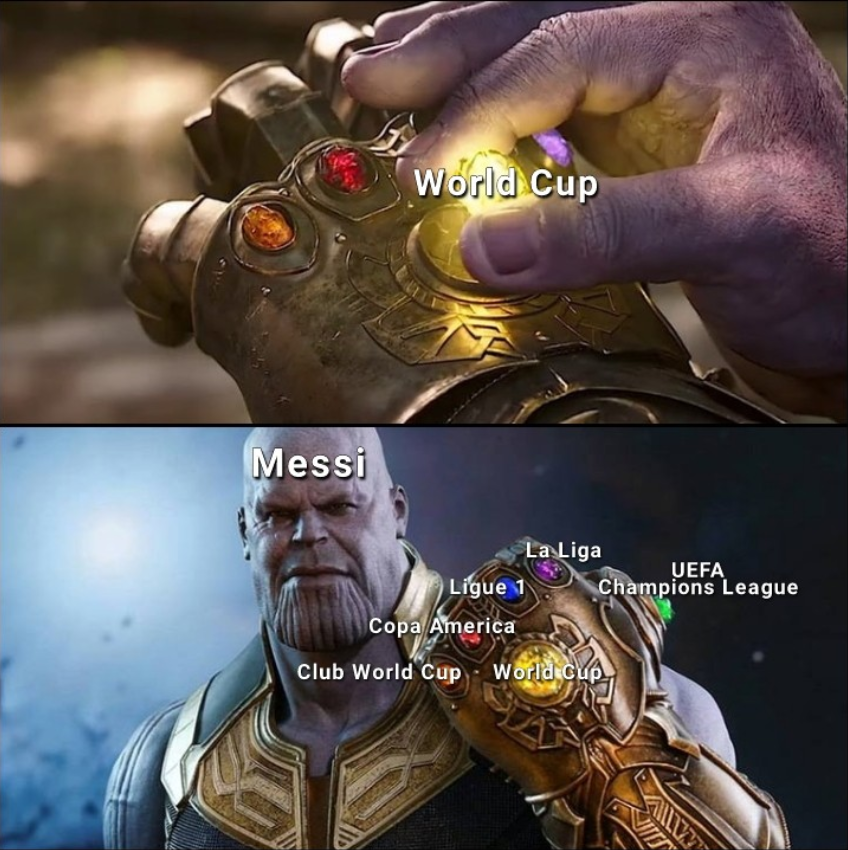 World Cup
Messi
La Liga
UEFA
Champions League
Ligue 1
Copa America
Club World Cup
World Cup